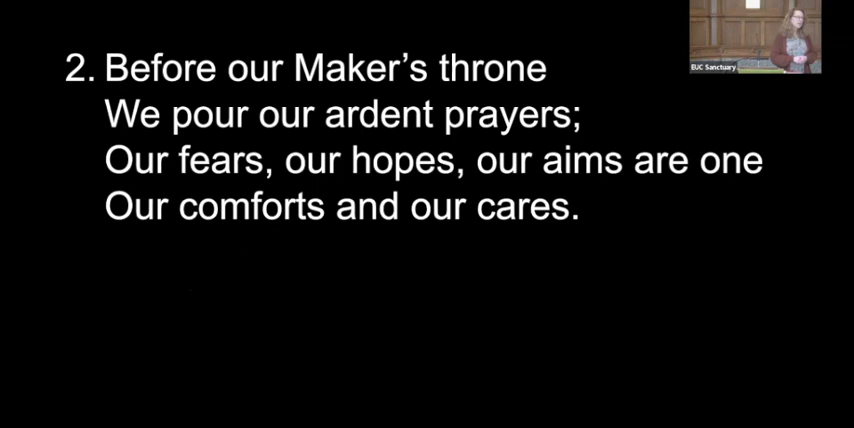 2. Before our Maker’s throne
We pour our ardent prayers;
Our fears, our hopes, our aims are one
Our comforts and our cares.
EUC Sanctuary